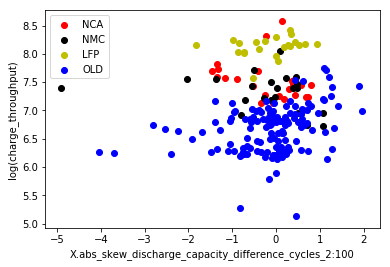 8.5
8.0
7.5
7.0
6.5
6.0
5.5
5.0
log(charge_throughput)
NCA
NMC
LFP
OLD
−5 −4 −3 −2 −1 0 1 2
X.abs_skew_discharge_capacity_difference_cycles_2:100